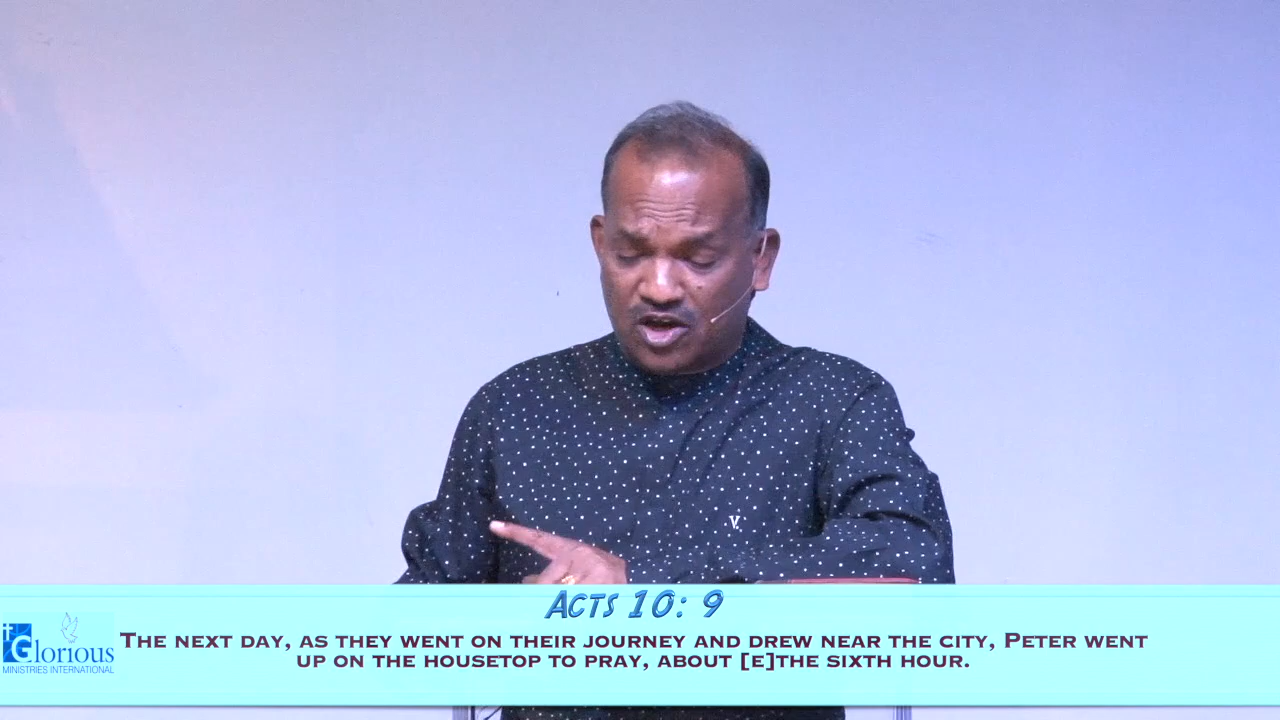 Acts 10: 9
The next day, as they went on their journey and drew near the city, Peter went
up on the housetop to pray, about [e]the sixth hour.
Glorious
MINISTRIES INTERNATIONAL
V.